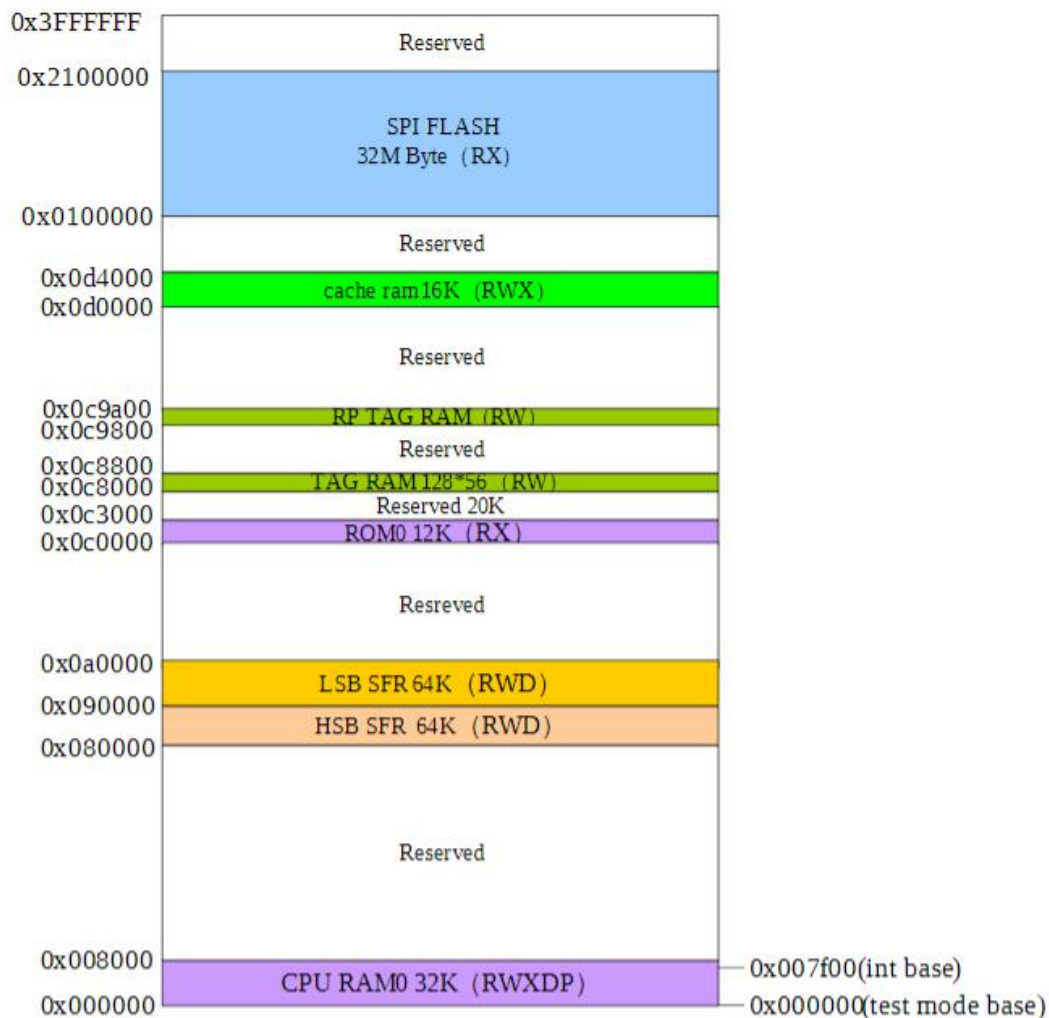 0x3FFFFFF
Reserved
0x2100000
SPI FLASH
32M Byte (RX)
0x0100000
Reserved
0x0d4000
cache ram16K (RWX)
0x0d0000
Reserved
0x0c9a00
RP TAG RAM (RW)
0x0c9800
Reserved
0x0c8800
TAG RAM 128*56 (RW)
0x0c8000
Reserved 20K
0x0c3000
ROM0 12K (RX)
0x0c0000
Resreved
0x0a0000
LSB SFR 64K (RWD)
0x090000
HSB SFR 64K (RWD)
0x080000
Reserved
0x008000
0x007f00(int base)
CPU RAM0 32K (RWXDP)
0x000000
0x000000(test mode base)